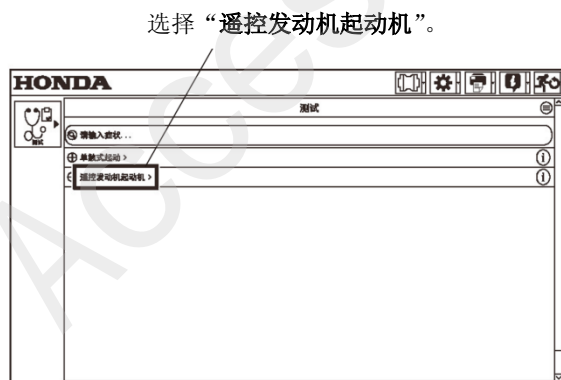 选择“遥控发动机起动机”。
HONDA
测试
测试
请输入症状...
单触式起动 >
遥控发动机起动机 >
Acces